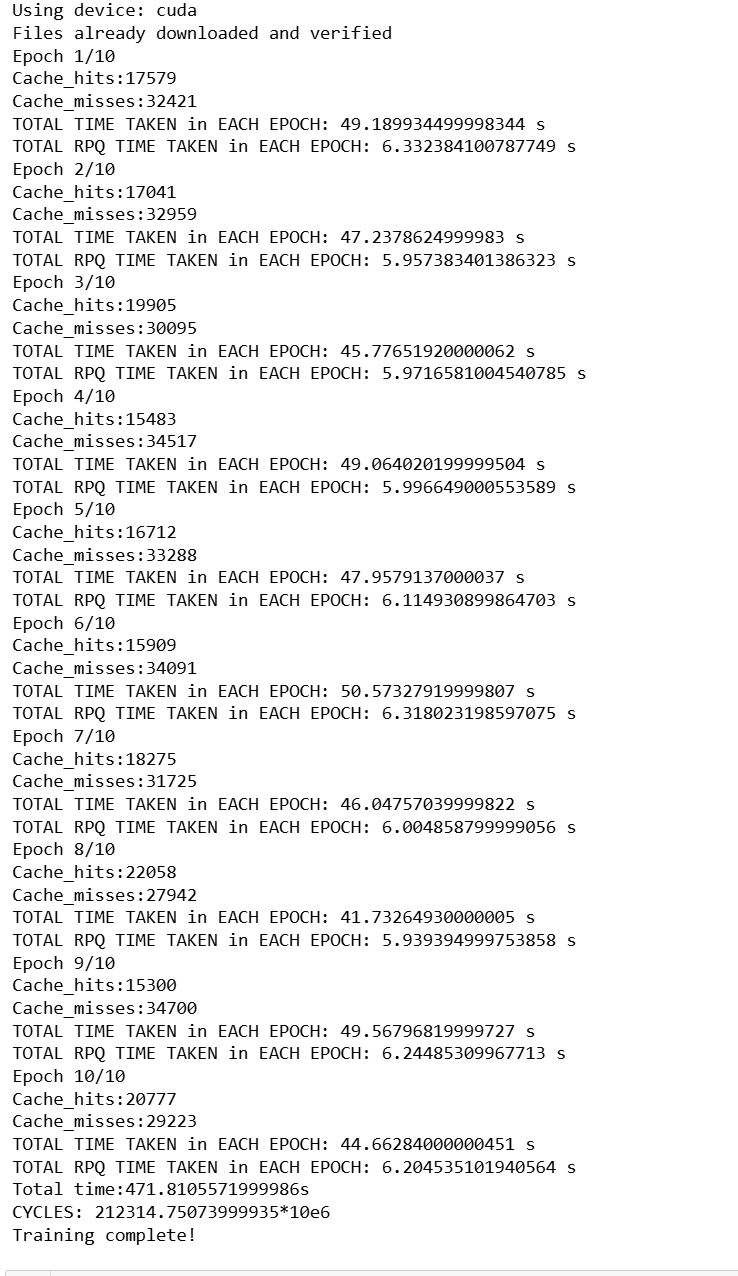 Using device: cuda
Files already downloaded and verified
Epoch 1/10
Cache_hits:17579
Cache_misses:32421
TOTAL TIME TAKEN in EACH EPOCH: 49.189934499998344 s
TOTAL RPQ TIME TAKEN in EACH EPOCH: 6.332384100787749 s
Epoch 2/10
Cache_hits:17041
Cache_misses:32959
TOTAL TIME TAKEN in EACH EPOCH: 47.2378624999983 s
TOTAL RPQ TIME TAKEN in EACH EPOCH: 5.957383401386323 s
Epoch 3/10
Cache_hits:19905
Cache_misses:30095
TOTAL TIME TAKEN in EACH EPOCH: 45.77651920000062 s
TOTAL RPQ TIME TAKEN in EACH EPOCH: 5.9716581004540785 s
Epoch 4/10
Cache_hits:15483
Cache_misses:34517
TOTAL TIME TAKEN in EACH EPOCH: 49.064020199999504 s
TOTAL RPQ TIME TAKEN in EACH EPOCH: 5.996649000553589 s
Epoch 5/10
Cache_hits:16712
Cache_misses:33288
TOTAL TIME TAKEN in EACH EPOCH: 47.9579137000037 s
TOTAL RPQ TIME TAKEN in EACH EPOCH: 6.114930899864703 s
Epoch 6/10
Cache_hits:15909
Cache_misses:34091
TOTAL TIME TAKEN in EACH EPOCH: 50.57327919999807 s
TOTAL RPQ TIME TAKEN in EACH EPOCH: 6.318023198597075 s
Epoch 7/10
Cache_hits:18275
Cache_misses:31725
TOTAL TIME TAKEN in EACH EPOCH: 46.04757039999822 s
TOTAL RPQ TIME TAKEN in EACH EPOCH: 6.004858799999056 s
Epoch 8/10
Cache_hits:22058
Cache_misses:27942
TOTAL TIME TAKEN in EACH EPOCH: 41.73264930000005 s
TOTAL RPQ TIME TAKEN in EACH EPOCH: 5.939394999753858 s
Epoch 9/10
Cache_hits:15300
Cache_misses:34700
TOTAL TIME TAKEN in EACH EPOCH: 49.56796819999727 s
TOTAL RPQ TIME TAKEN in EACH EPOCH: 6.24485309967713 s
Epoch 10/10
Cache_hits:20777
Cache_misses:29223
TOTAL TIME TAKEN in EACH EPOCH: 44.66284000000451 s
TOTAL RPQ TIME TAKEN in EACH EPOCH: 6.204535101940564 s
Total time:471.8105571999986s
CYCLES: 212314.75073999935*10e6
Training complete!